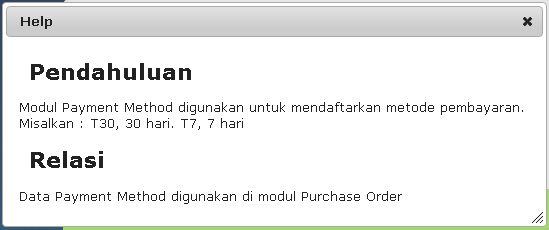 Help
Pendahuluan
Modul Payment Method digunakan untuk mendaftarkan metode pembayaran.
Misalkan : T30, 30 hari. T7, 7 hari
Relasi
Data Payment Method digunakan di modul Purchase Order